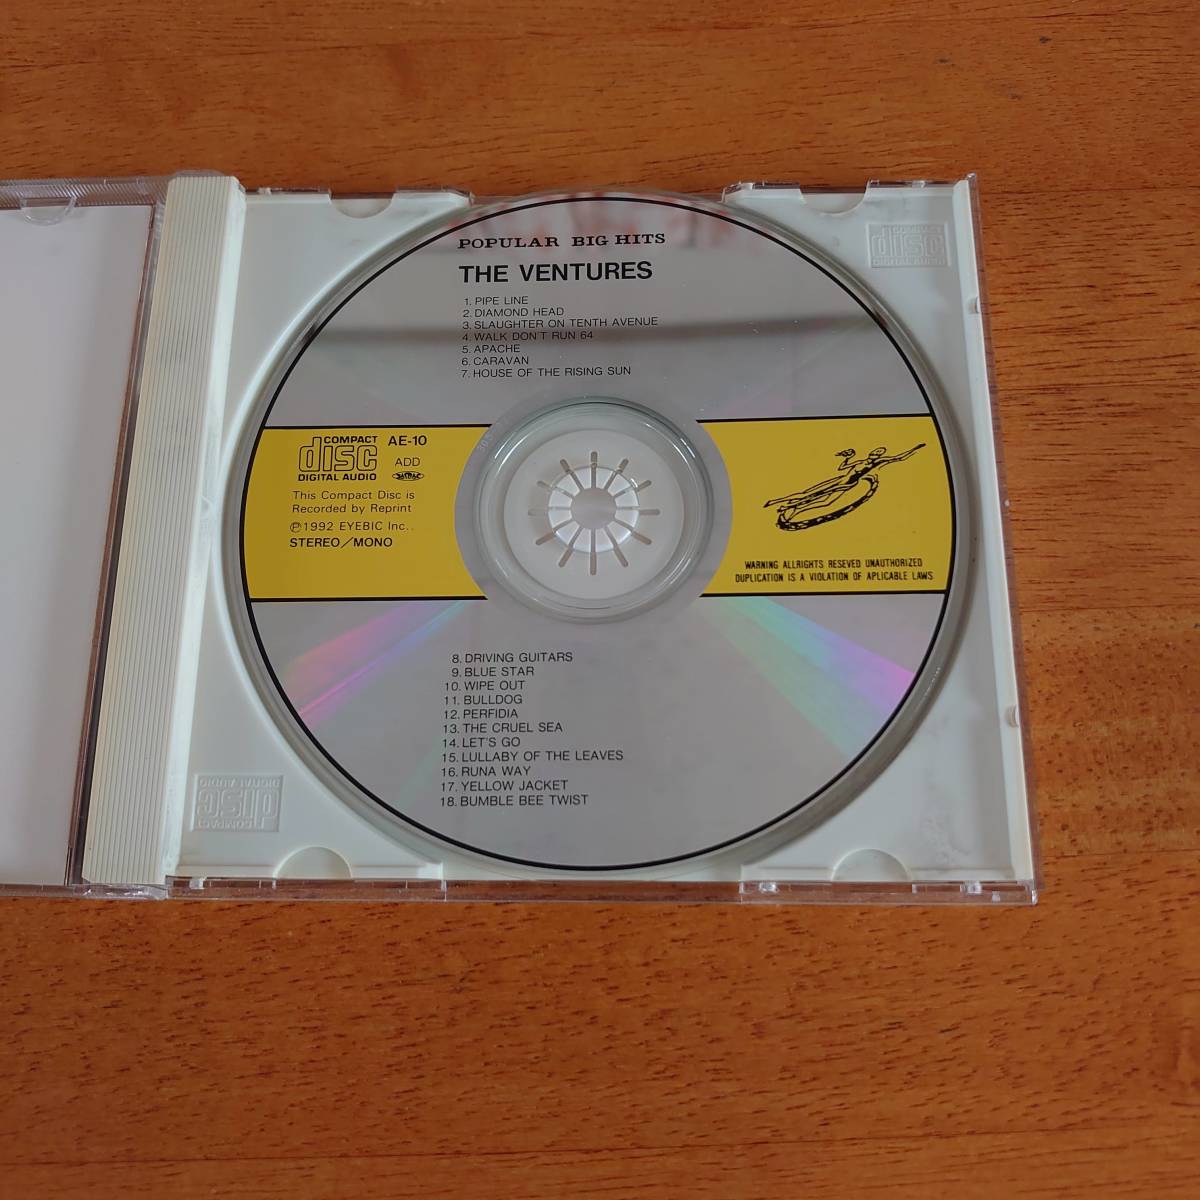 POPULAR BIG HITS
THE VENTURES
1. PIPE LINE
2. DIAMOND HEAD
3. SLAUGHTER ON TENTH AVENUE
4. WALK DON'T RUN 64
5. APACHE
6. CARAVAN
7. HOUSE OF THE RISING SUN
COMPACT
disc
DIGITAL AUDIO
AE-10
ADD
This Compact Disc is
Recorded by Reprint
Ⓟ1992 EYEBIC Inc..
STEREO/MONO
WARNING ALLRIGHTS RESEVED UNAUTHORIZED
DUPLICATION IS A VIOLATION OF APLICABLE LAWS
8. DRIVING GUITARS
9. BLUE STAR
10. WIPE OUT
11. BULLDOG
12. PERFIDIA
13. THE CRUEL SEA
14. LET'S GO
15. LULLABY OF THE LEAVES
16. RUNA WAY
17. YELLOW JACKET
18. BUMBLE BEE TWIST
COMPACT
disc
DIGITAL AUDIO
COMPACT
disc
DIGITAL AUDIO